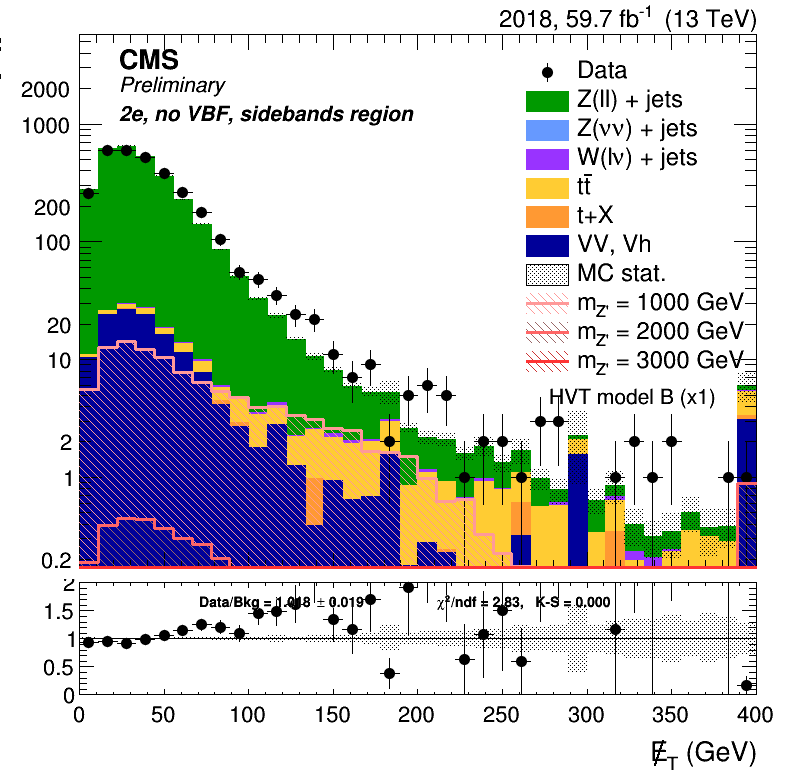 2018, 59.7 fb⁻¹ (13 TeV)
CMS
Preliminary
2e, no VBF, sidebands region
Data
Z(ll) + jets
Z(νν) + jets
W(lν) + jets
tt̄
t+X
VV, Vh
MC stat.
m_Z' = 1000 GeV
m_Z' = 2000 GeV
m_Z' = 3000 GeV
HVT model B (x1)
2000
1000
200
100
20
10
2
1
0.2
Data/Bkg = 1.018 ± 0.019
χ²/ndf = 2.83, K-S = 0.000
2
1.5
1
0.5
0
0 50 100 150 200 250 300 350 400
E̸_T (GeV)